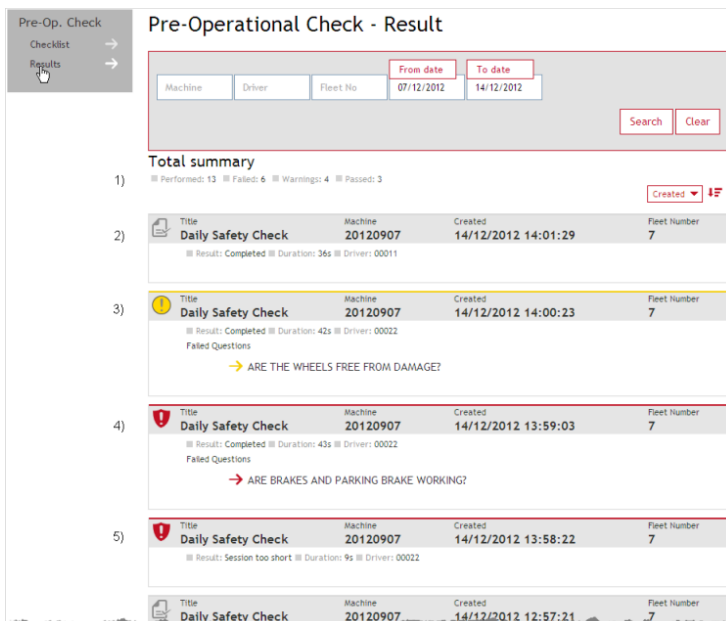 Pre-Op. Check
Checklist
Results
Pre-Operational Check - Result
From date
To date
Machine
Driver
Fleet No
07/12/2012
14/12/2012
Search
Clear
Total summary
1)
Performed: 13 Failed: 6 Warnings: 4 Passed: 3
Created
2)
Title Machine Created Fleet Number
Daily Safety Check 20120907 14/12/2012 14:01:29 7
Result: Completed Duration: 36s Driver: 00011
3)
Title Machine Created Fleet Number
Daily Safety Check 20120907 14/12/2012 14:00:23 7
Result: Completed Duration: 42s Driver: 00022
Failed Questions
ARE THE WHEELS FREE FROM DAMAGE?
4)
Title Machine Created Fleet Number
Daily Safety Check 20120907 14/12/2012 13:59:03 7
Result: Completed Duration: 43s Driver: 00022
Failed Questions
ARE BRAKES AND PARKING BRAKE WORKING?
5)
Title Machine Created Fleet Number
Daily Safety Check 20120907 14/12/2012 13:58:22 7
Result: Session too short Duration: 9s Driver: 00022
Title Machine Created Fleet Number
Daily Safety Check 20120907 14/12/2012 12:57:21 7